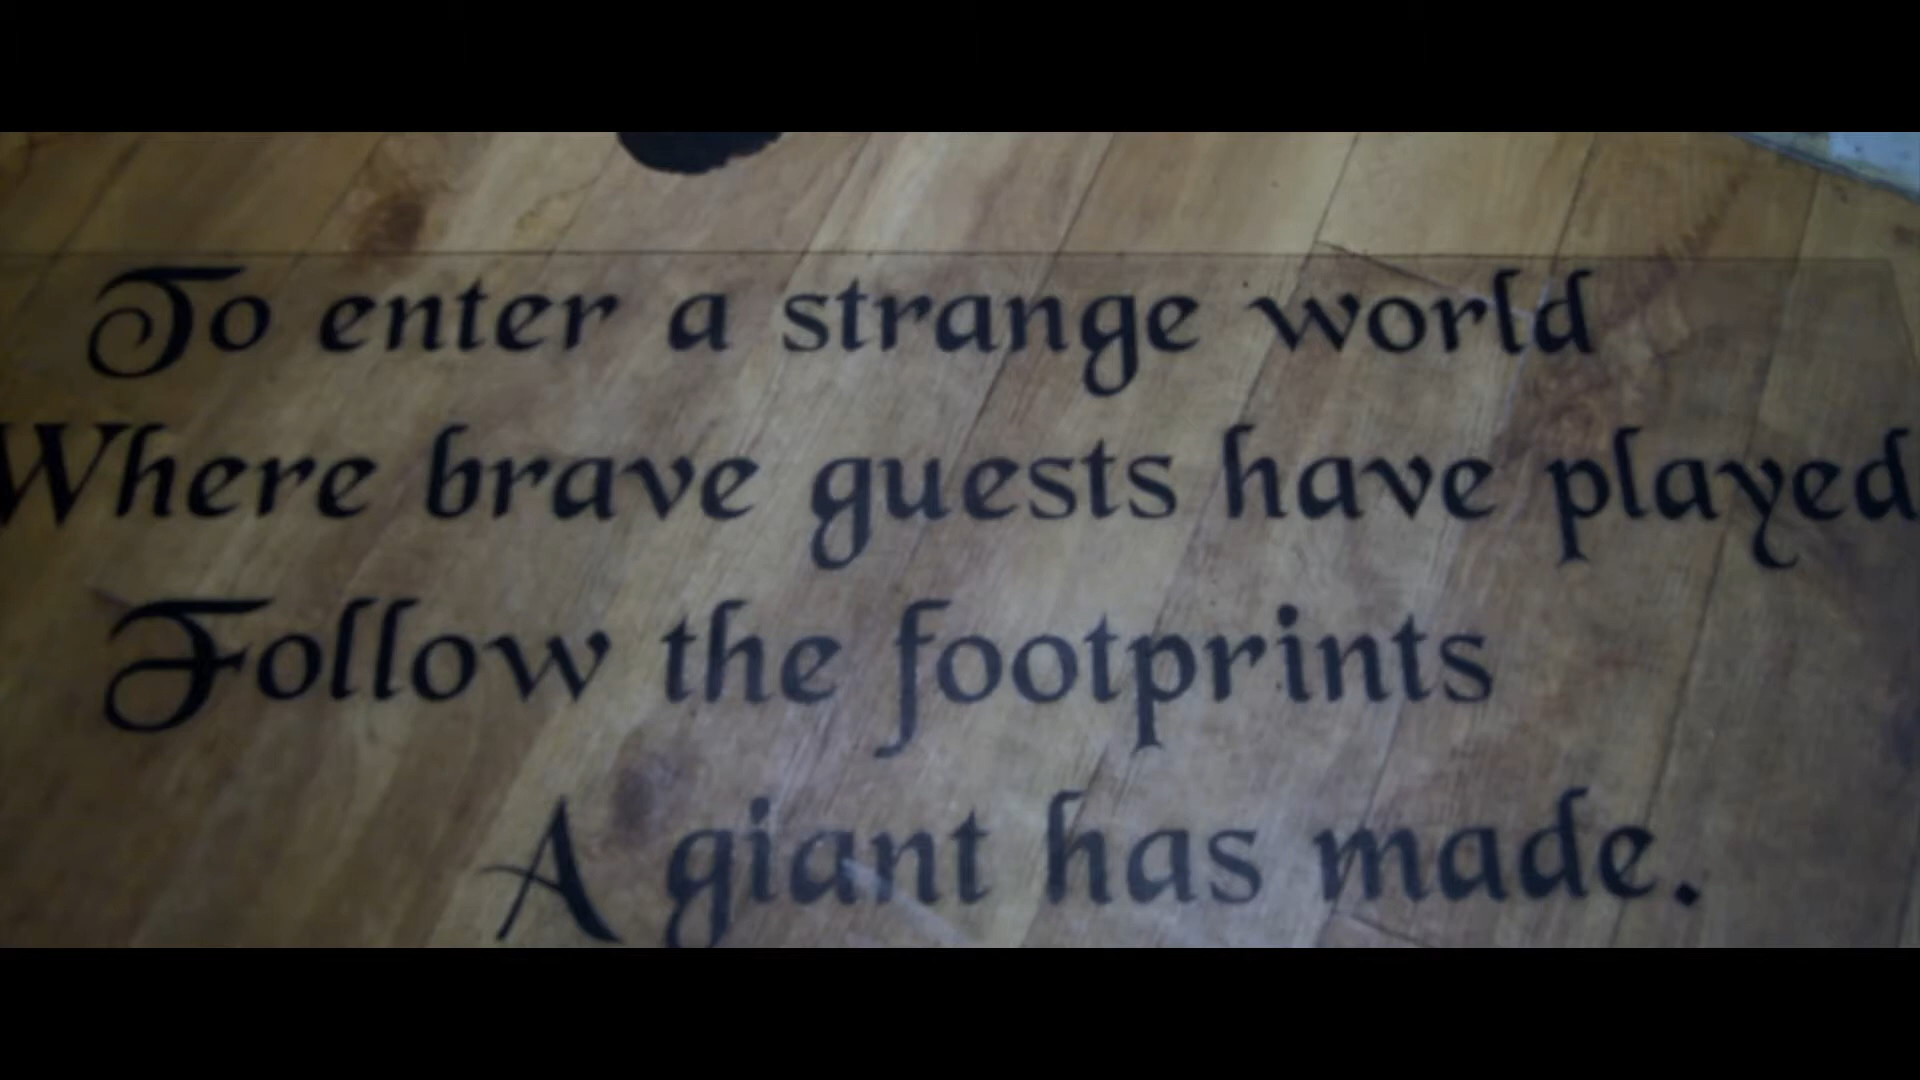 To enter a strange world
Where brave guests have played
Follow the footprints
A giant has made.